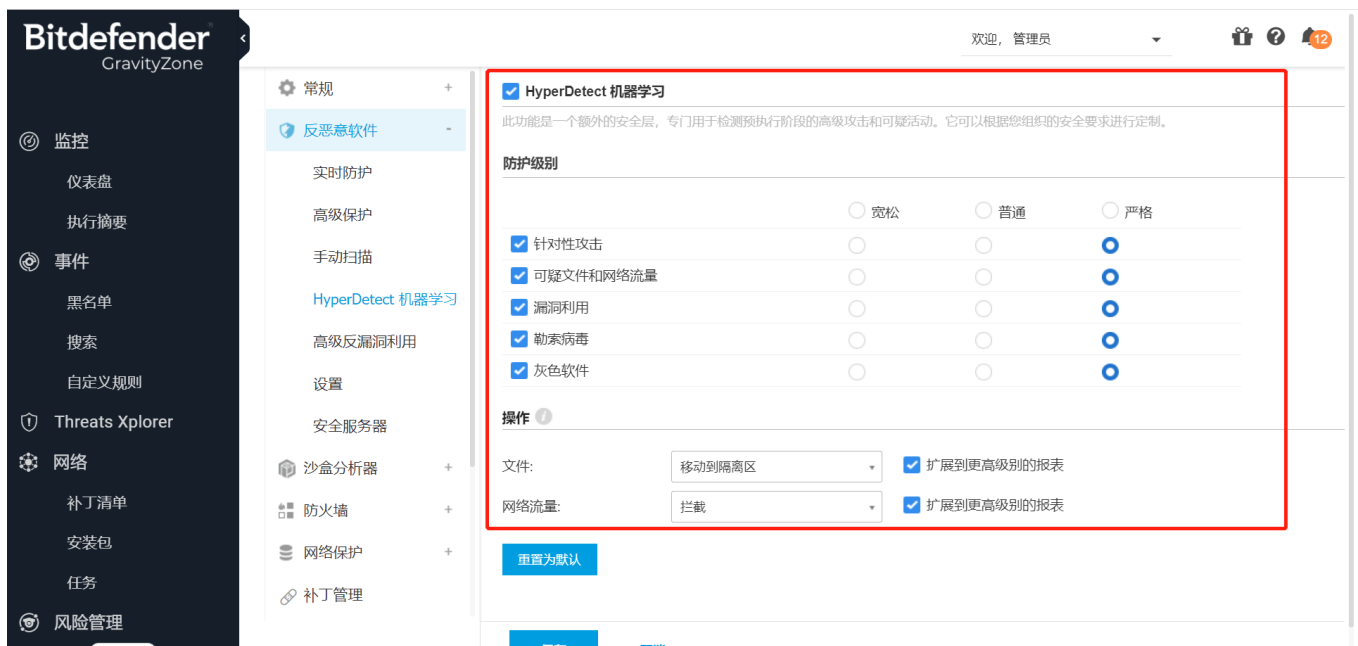 Bitdefender
GravityZone
欢迎，管理员
12
监控
仪表盘
执行摘要
事件
黑名单
搜索
自定义规则
Threats Xplorer
网络
补丁清单
安装包
任务
风险管理
常规 +
反恶意软件 -
实时防护
高级保护
手动扫描
HyperDetect 机器学习
高级反漏洞利用
设置
安全服务器
沙盒分析器 +
防火墙 +
网络保护 +
补丁管理
HyperDetect 机器学习
此功能是一个额外的安全层，专门用于检测预执行阶段的高级攻击和可疑活动。它可以根据您组织的安全要求进行定制。
防护级别
宽松 普通 严格
针对性攻击
可疑文件和网络流量
漏洞利用
勒索病毒
灰色软件
操作
文件: 移动到隔离区 扩展到更高级别的报表
网络流量: 拦截 扩展到更高级别的报表
重置为默认